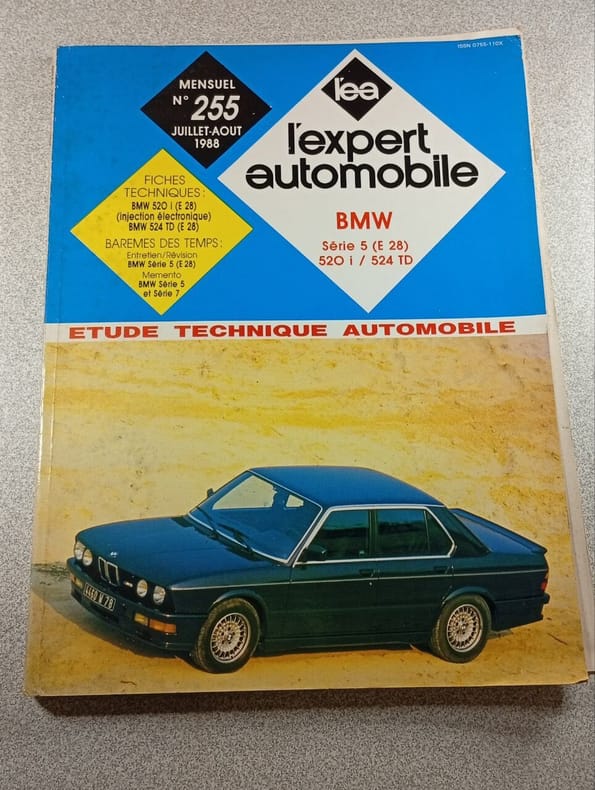 ISSN 0755-110X
MENSUEL
N° 255
JUILLET-AOUT
1988
l'ea
l'expert
automobile
BMW
Série 5 (E 28)
520 i / 524 TD
FICHES
TECHNIQUES :
BMW 520 i (E 28)
(injection électronique)
BMW 524 TD (E 28)
BAREMES DES TEMPS :
Entretien/Révision
BMW Série 5 (E 28)
Memento
BMW Série 5
et Série 7
ETUDE TECHNIQUE AUTOMOBILE